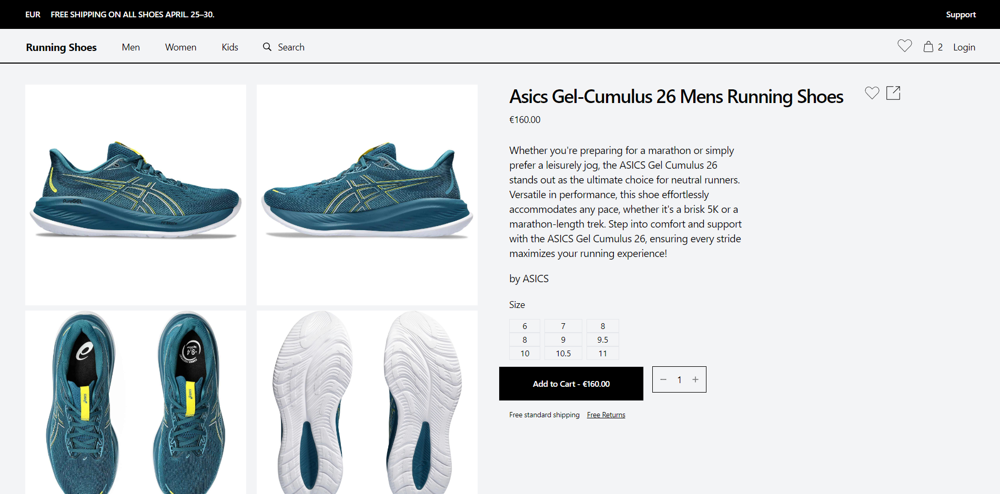 EUR FREE SHIPPING ON ALL SHOES APRIL. 25–30. Support
Running Shoes Men Women Kids Search 2 Login
Asics Gel-Cumulus 26 Mens Running Shoes
€160.00
Whether you're preparing for a marathon or simply
prefer a leisurely jog, the ASICS Gel Cumulus 26
stands out as the ultimate choice for neutral runners.
Versatile in performance, this shoe effortlessly
accommodates any pace, whether it's a brisk 5K or a
marathon-length trek. Step into comfort and support
with the ASICS Gel Cumulus 26, ensuring every stride
maximizes your running experience!
by ASICS
Size
6 7 8
8 9 9.5
10 10.5 11
Add to Cart - €160.00 1
Free standard shipping Free Returns
PureGEL
FF Blast+